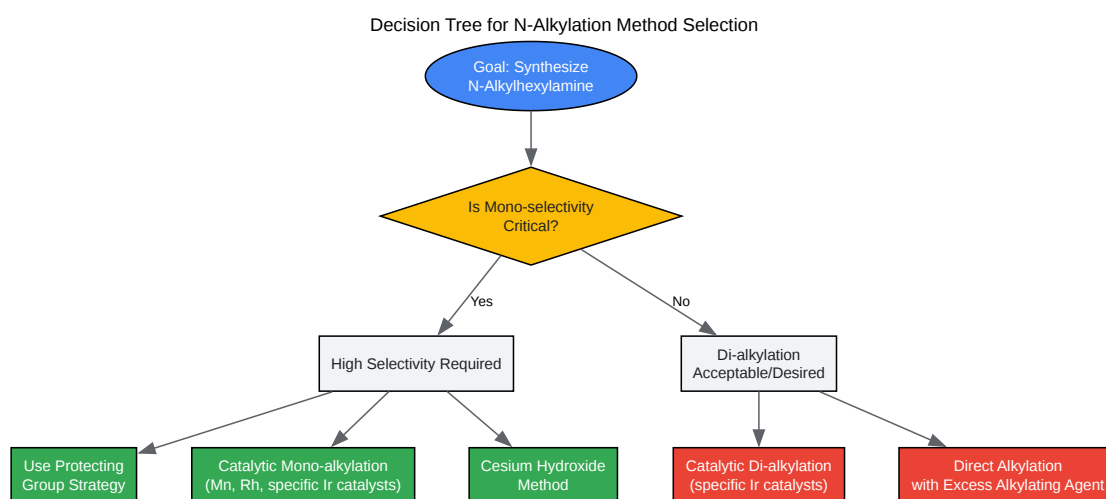 Decision Tree for N-Alkylation Method Selection
Goal: Synthesize
N-Alkylhexylamine
Is Mono-selectivity
Critical?
Yes
No
High Selectivity Required
Di-alkylation
Acceptable/Desired
Use Protecting
Group Strategy
Catalytic Mono-alkylation
(Mn, Rh, specific Ir catalysts)
Cesium Hydroxide
Method
Catalytic Di-alkylation
(specific Ir catalysts)
Direct Alkylation
with Excess Alkylating Agent